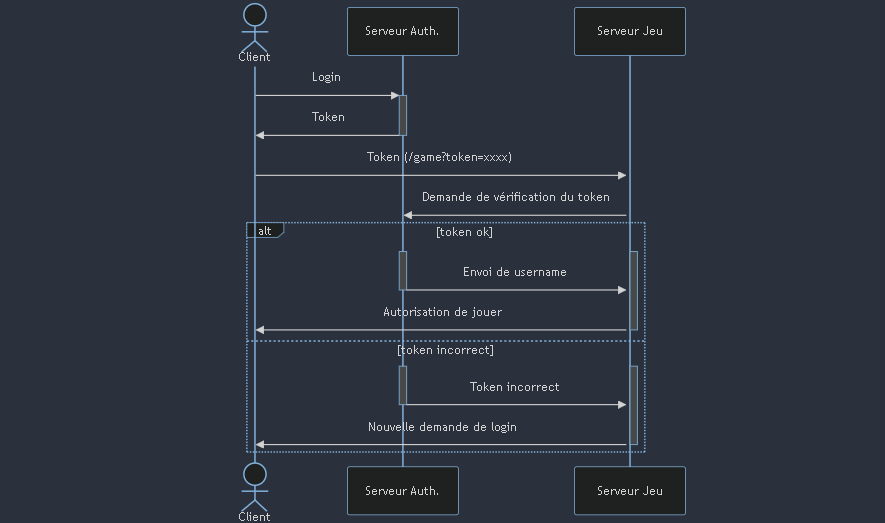 Serveur Auth.
Serveur Jeu
Client
Login
Token
Token (/game?token=xxxx)
Demande de vérification du token
alt
[token ok]
Envoi de username
Autorisation de jouer
[token incorrect]
Token incorrect
Nouvelle demande de login
Serveur Auth.
Serveur Jeu
Client